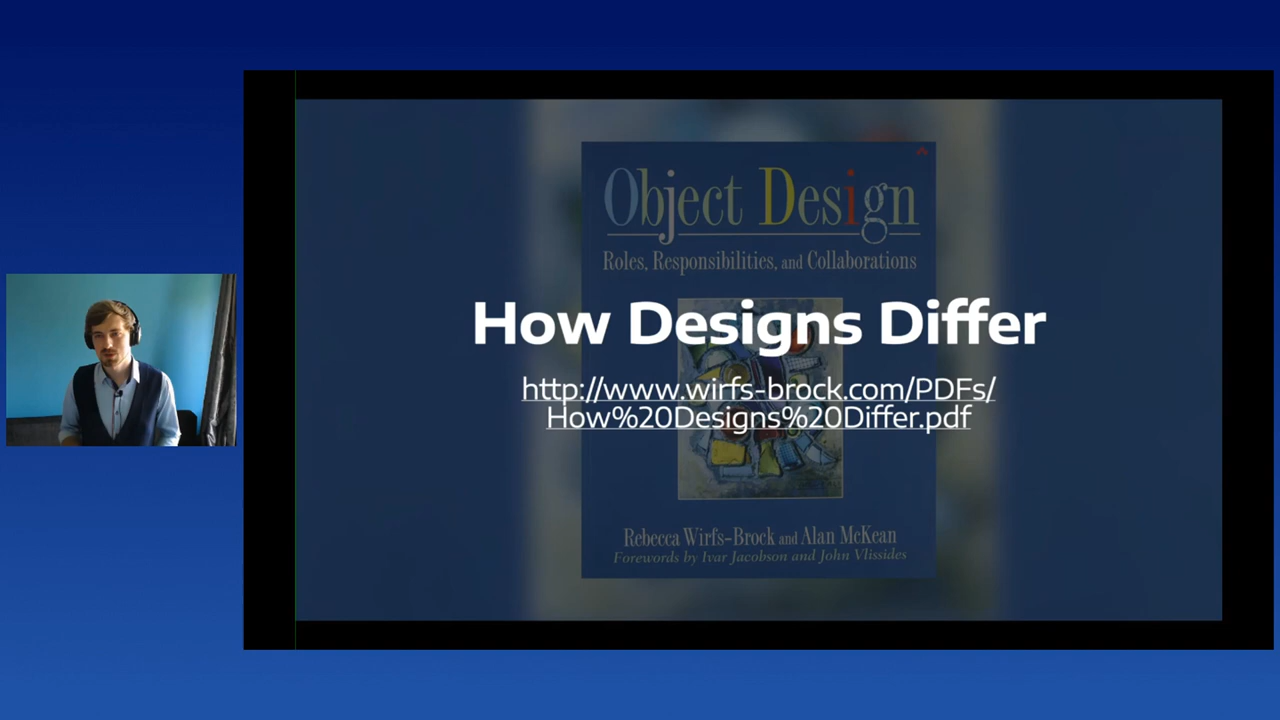 Object Design
Roles, Responsibilities, and Collaborations
How Designs Differ
http://www.wirfs-brock.com/PDFs/
How%20Designs%20Differ.pdf
Rebecca Wirfs-Brock and Alan McKean
Forewords by Ivar Jacobson and John Vlissides